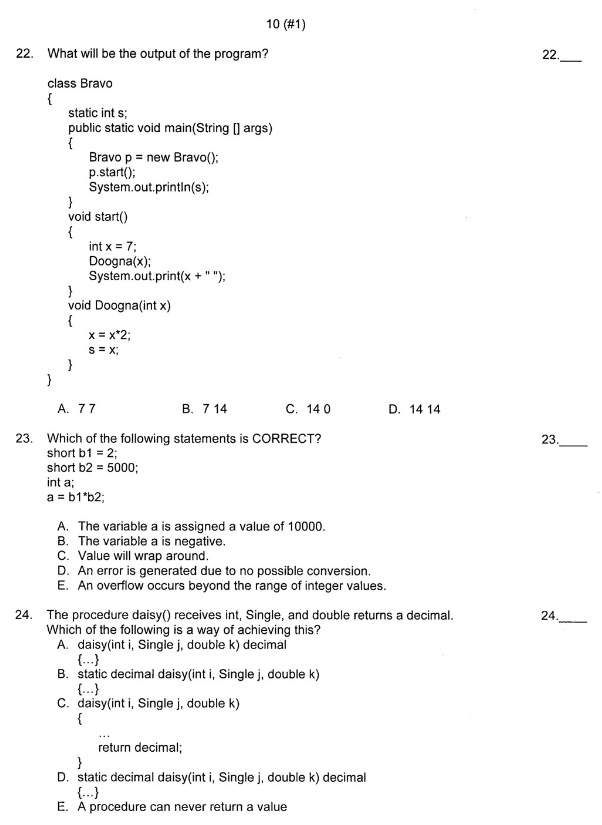 10 (#1)
22. What will be the output of the program? 22.___
class Bravo
{
static int s;
public static void main(String [] args)
{
Bravo p = new Bravo();
p.start();
System.out.println(s);
}
void start()
{
int x = 7;
Doogna(x);
System.out.print(x + " ");
}
void Doogna(int x)
{
x = x*2;
s = x;
}
}
A. 7 7 B. 7 14 C. 14 0 D. 14 14
23. Which of the following statements is CORRECT? 23.____
short b1 = 2;
short b2 = 5000;
int a;
a = b1*b2;
A. The variable a is assigned a value of 10000.
B. The variable a is negative.
C. Value will wrap around.
D. An error is generated due to no possible conversion.
E. An overflow occurs beyond the range of integer values.
24. The procedure daisy() receives int, Single, and double returns a decimal. 24.____
Which of the following is a way of achieving this?
A. daisy(int i, Single j, double k) decimal
{...}
B. static decimal daisy(int i, Single j, double k)
{...}
C. daisy(int i, Single j, double k)
{
...
return decimal;
}
D. static decimal daisy(int i, Single j, double k) decimal
{...}
E. A procedure can never return a value